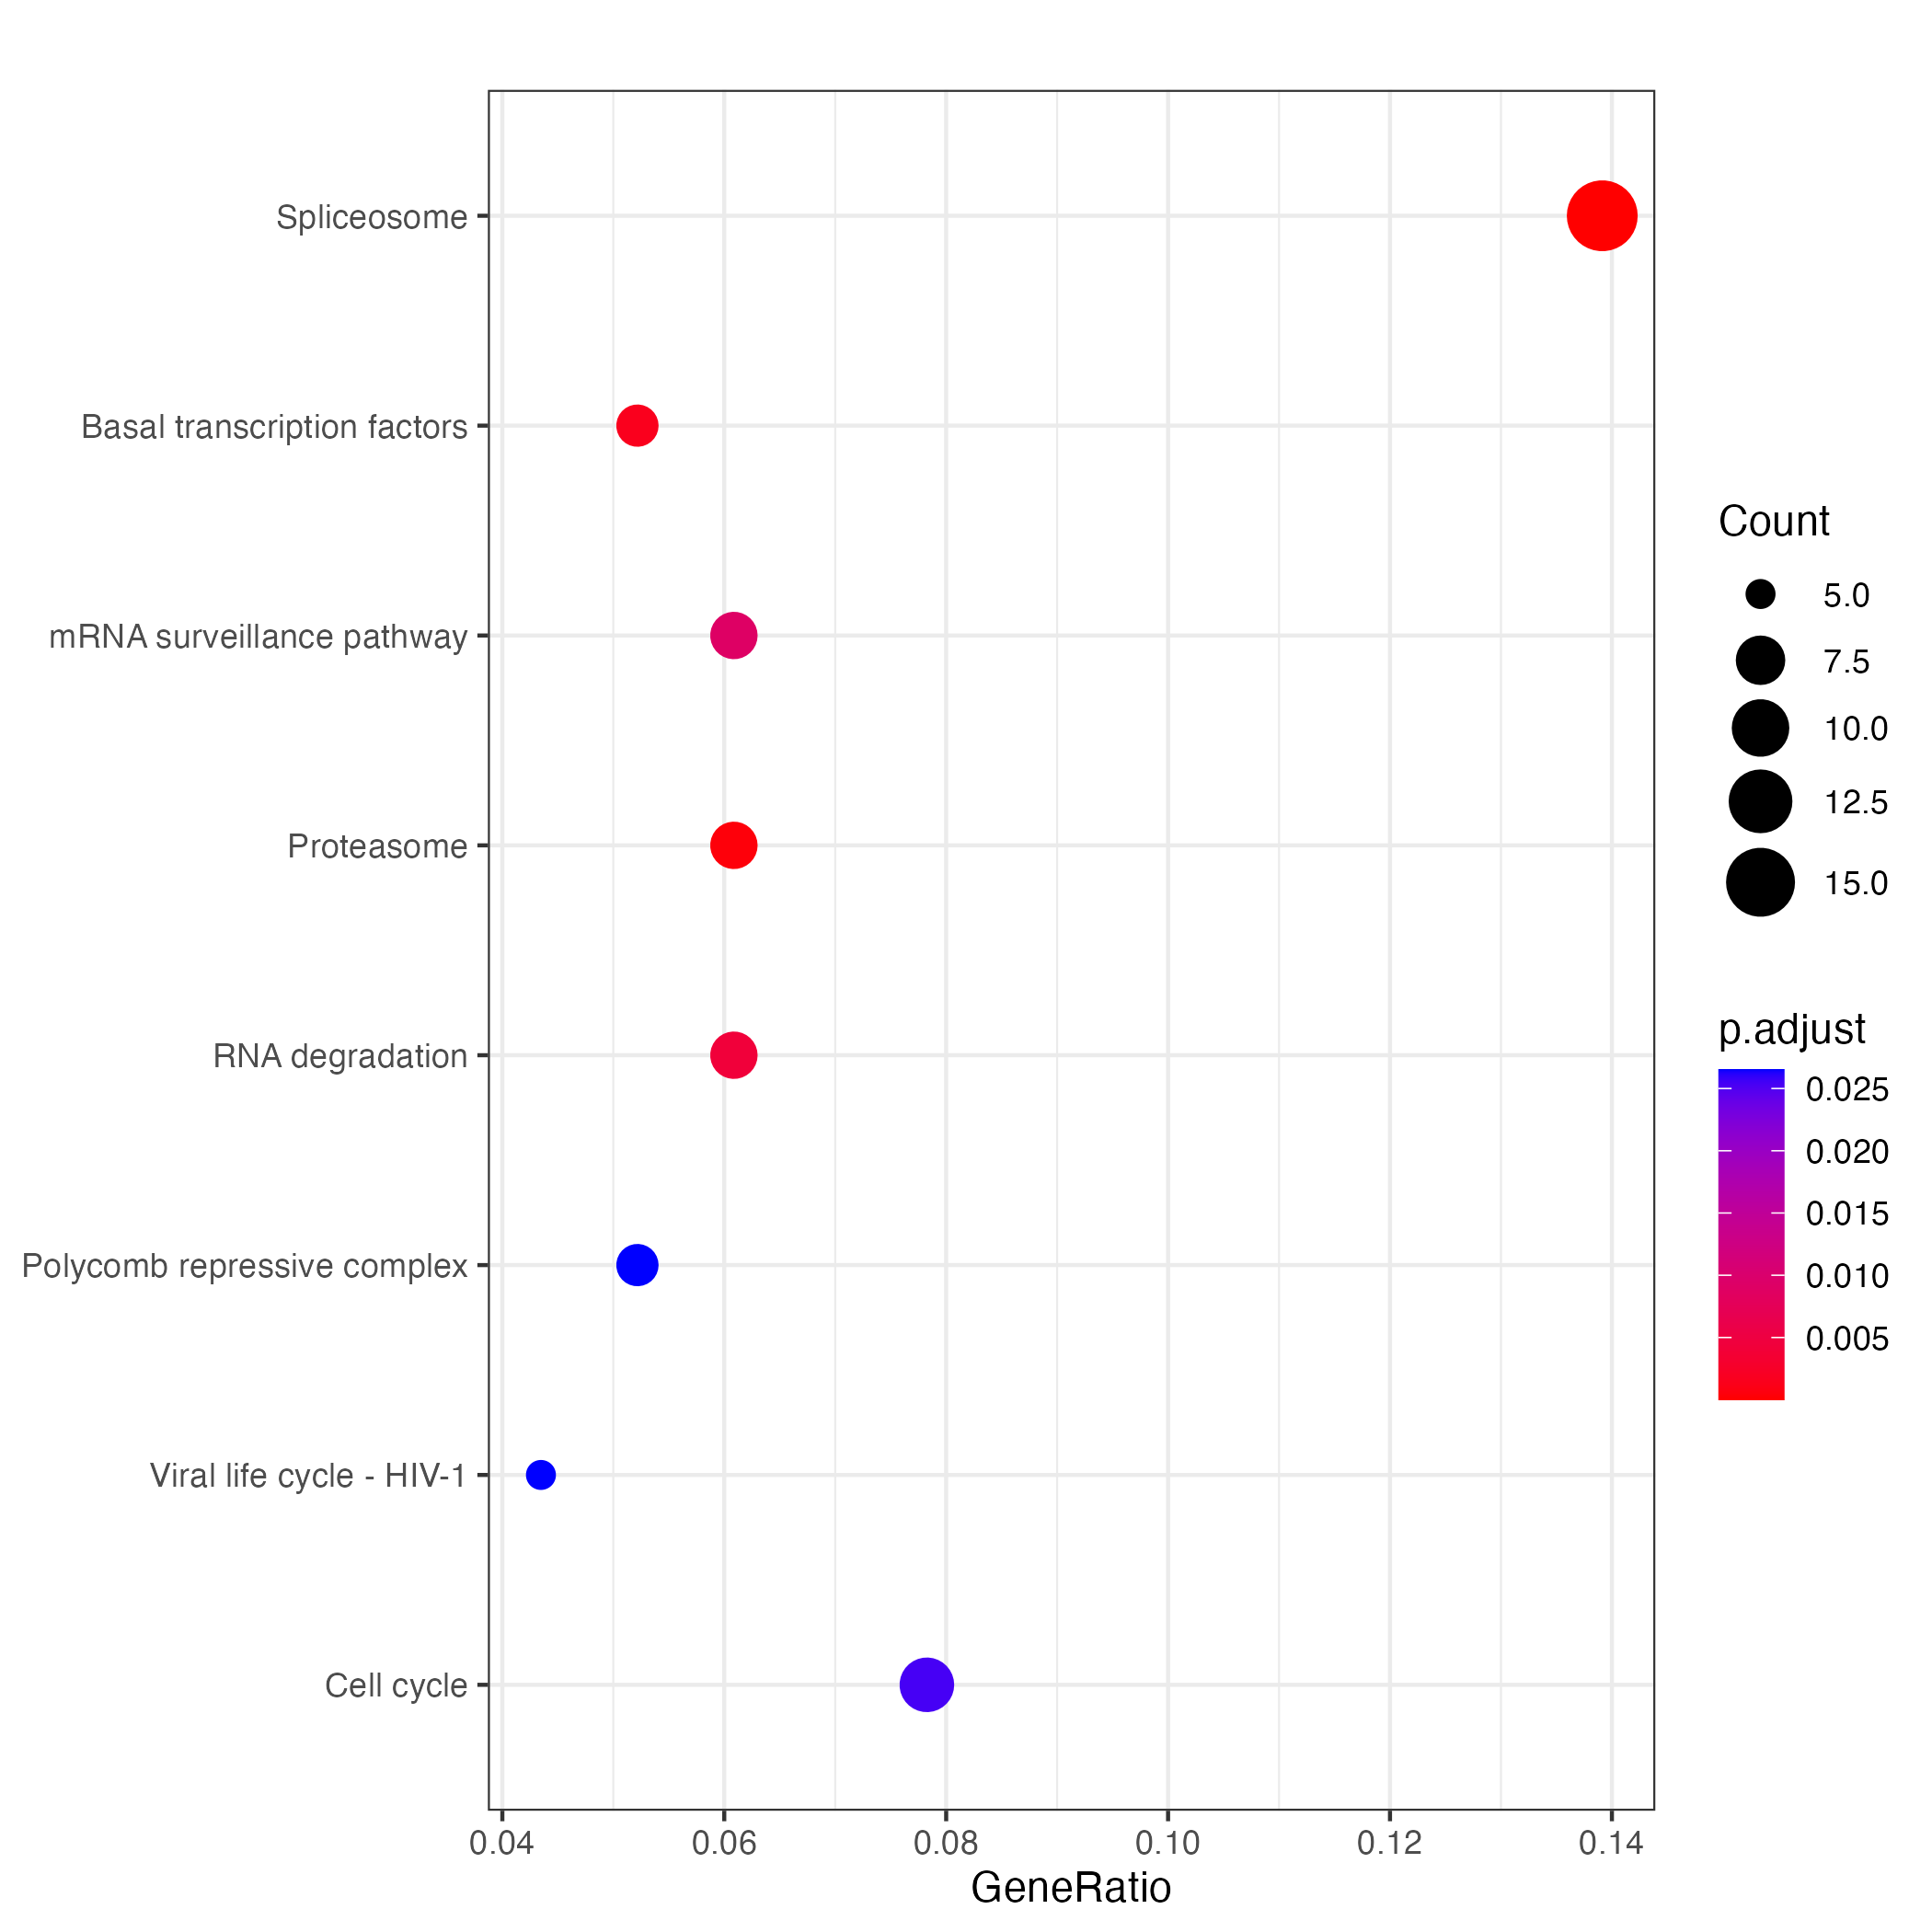 Spliceosome
Basal transcription factors
mRNA surveillance pathway
Proteasome
RNA degradation
Polycomb repressive complex
Viral life cycle - HIV-1
Cell cycle
0.04 0.06 0.08 0.10 0.12 0.14
GeneRatio
Count
5.0
7.5
10.0
12.5
15.0
p.adjust
0.025
0.020
0.015
0.010
0.005